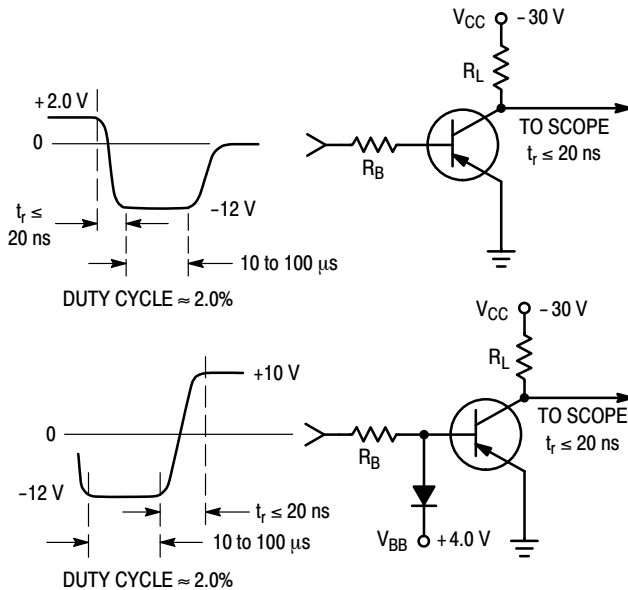 V_CC -30 V
R_L
+2.0 V
0
TO SCOPE
t_r ≤ 20 ns
R_B
-12 V
t_r ≤
20 ns
10 to 100 μs
DUTY CYCLE ≈ 2.0%
V_CC -30 V
R_L
+10 V
TO SCOPE
t_r ≤ 20 ns
0
R_B
-12 V
t_r ≤ 20 ns
V_BB +4.0 V
10 to 100 μs
DUTY CYCLE ≈ 2.0%